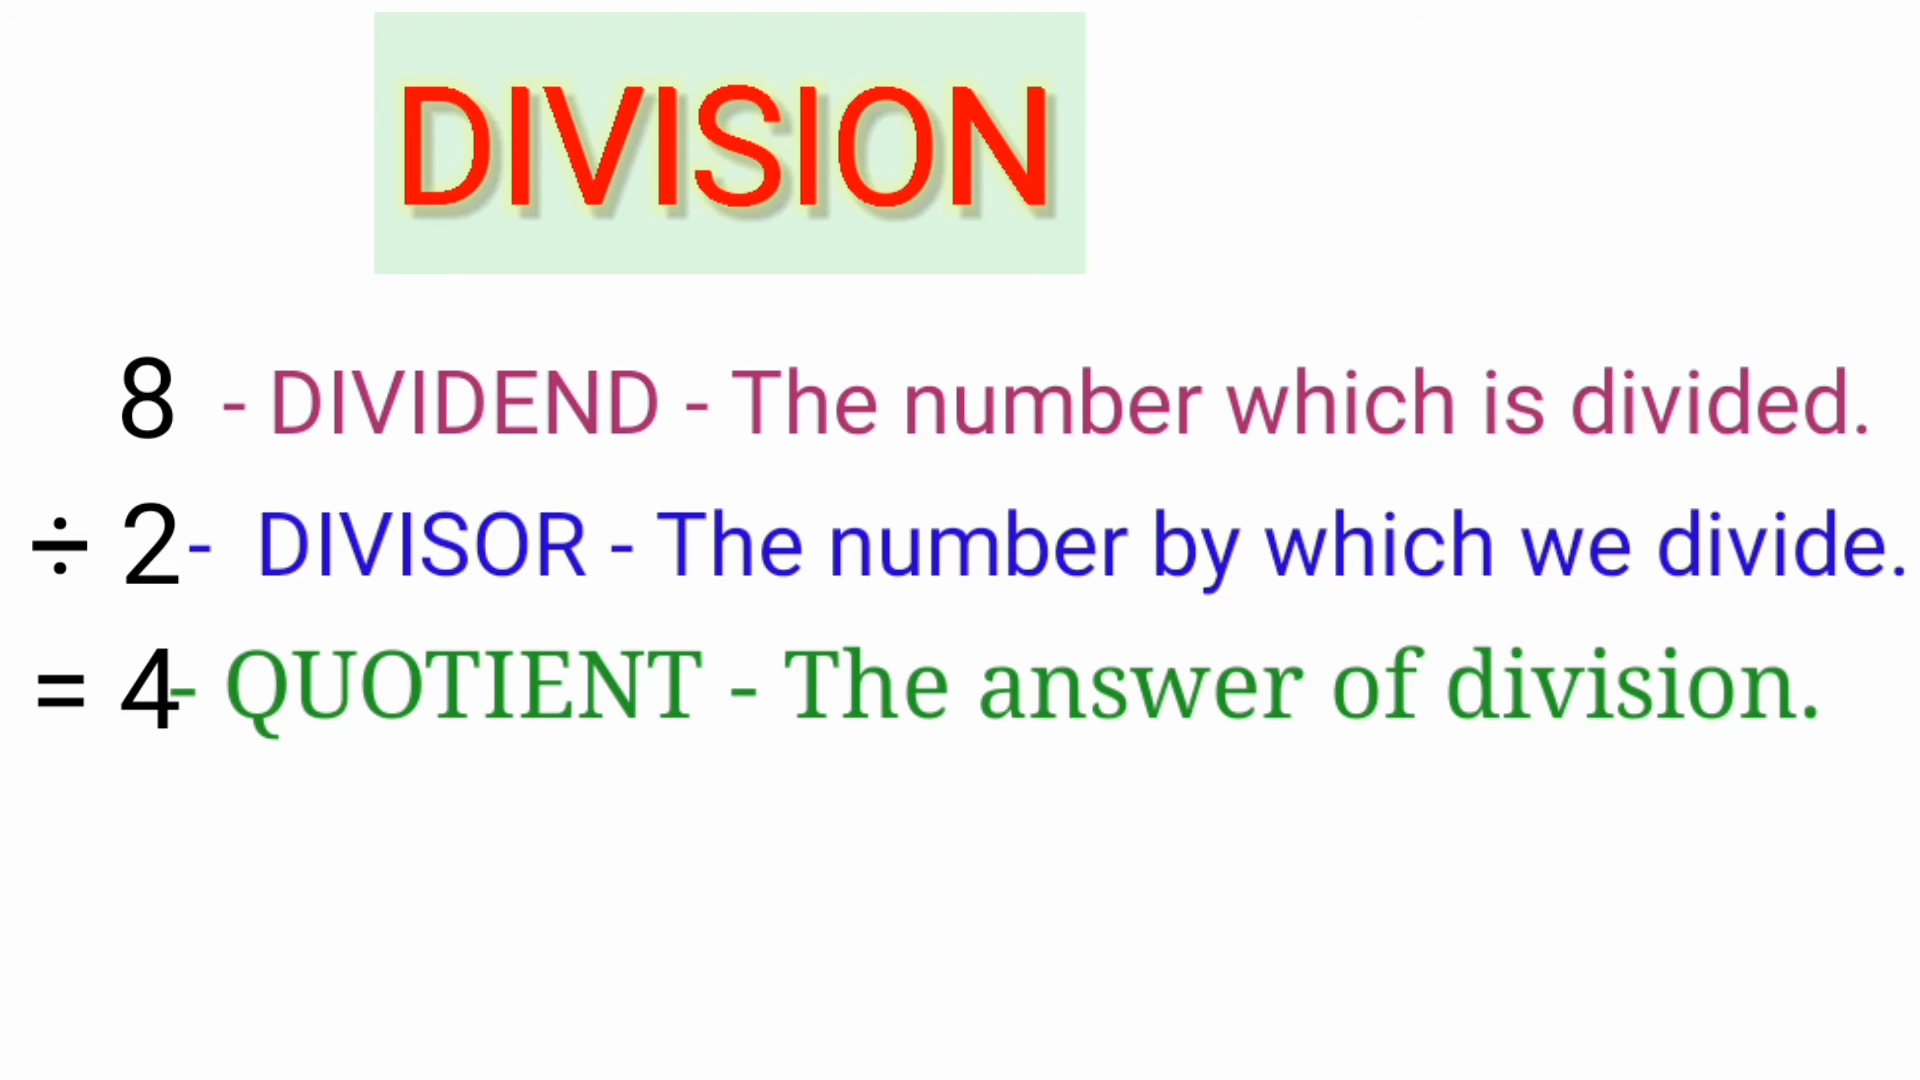 DIVISION
8 - DIVIDEND - The number which is divided.
÷ 2 - DIVISOR - The number by which we divide.
= 4 - QUOTIENT - The answer of division.